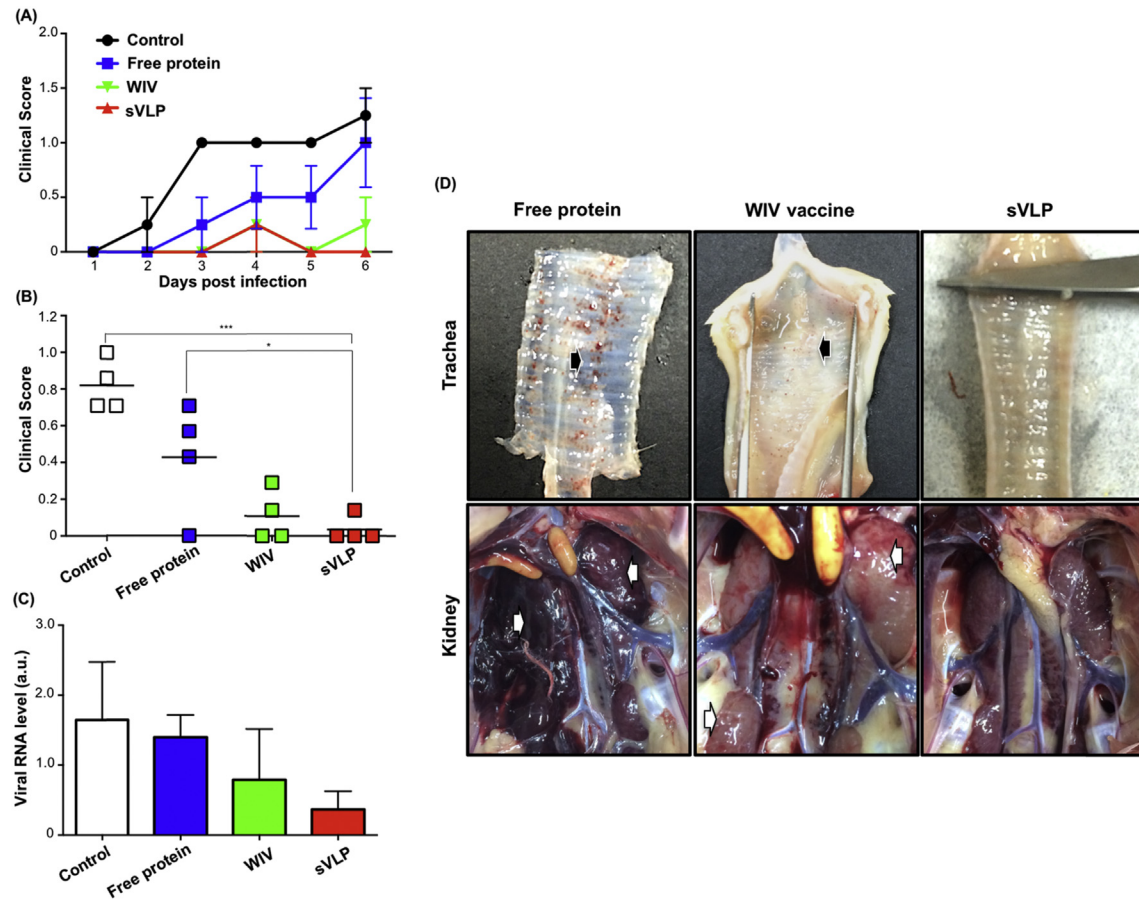 (A)
2.0
1.5
1.0
0.5
0
Clinical Score
Control
Free protein
WIV
sVLP
1 2 3 4 5 6
Days post infection
(B)
1.2
1.0
0.8
0.6
0.4
0.2
0
Clinical Score
***
*
Control
Free protein
WIV
sVLP
(C)
3.0
2.0
1.0
0
Viral RNA level (a.u.)
Control
Free protein
WIV
sVLP
(D)
Free protein WIV vaccine sVLP
Trachea
Kidney